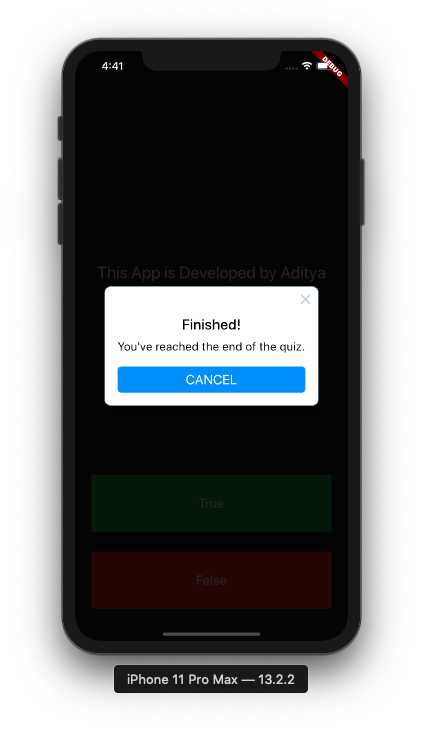 4:41
DEBUG
This App is Developed by Aditya
Finished!
You've reached the end of the quiz.
CANCEL
True
False
iPhone 11 Pro Max — 13.2.2